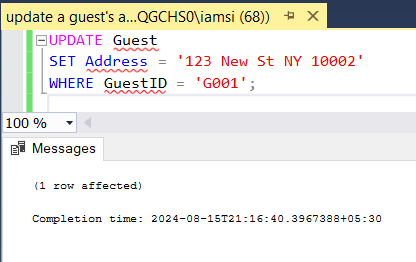 update a guest's a...QGCHS0\iamsi (68))
UPDATE Guest
SET Address = '123 New St NY 10002'
WHERE GuestID = 'G001';
100 %
Messages
(1 row affected)
Completion time: 2024-08-15T21:16:40.3967388+05:30